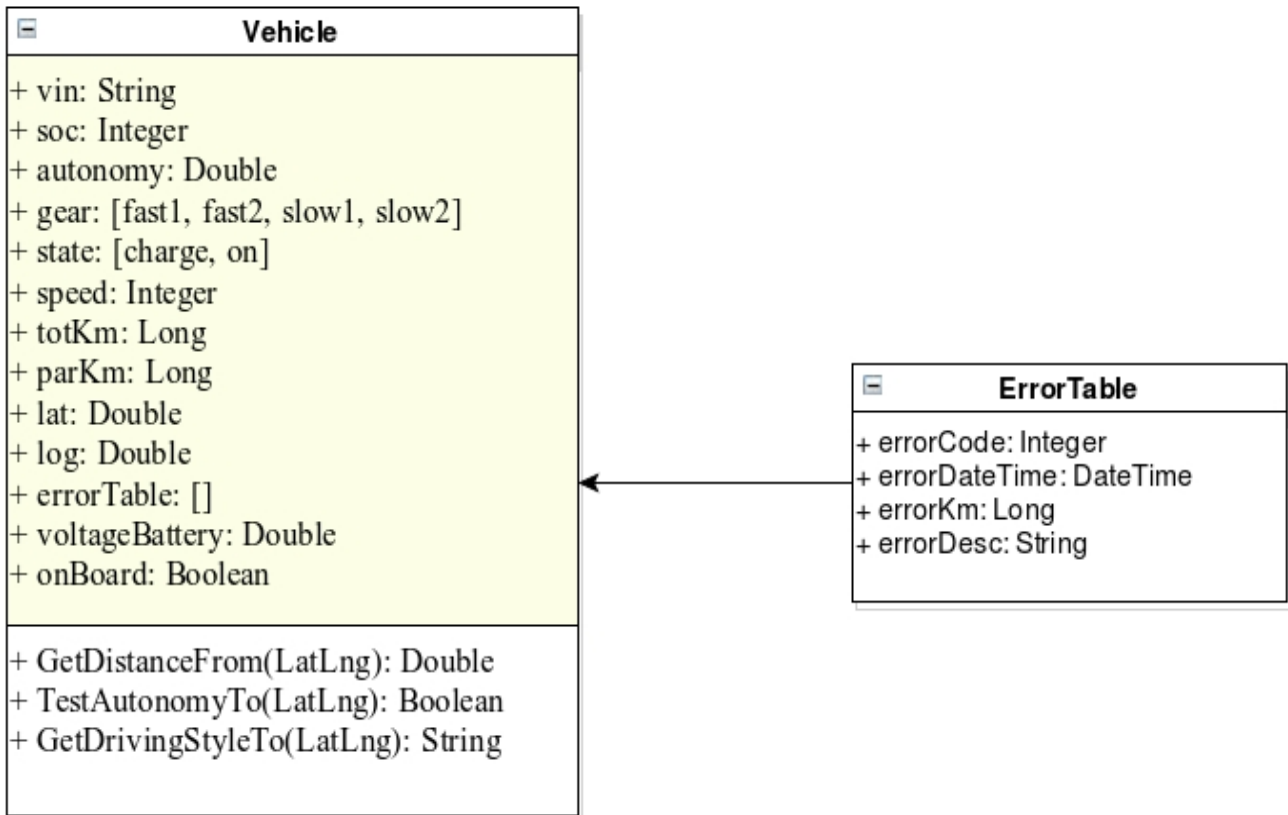 Vehicle
+ vin: String
+ soc: Integer
+ autonomy: Double
+ gear: [fast1, fast2, slow1, slow2]
+ state: [charge, on]
+ speed: Integer
+ totKm: Long
+ parKm: Long
+ lat: Double
+ log: Double
+ errorTable: []
+ voltageBattery: Double
+ onBoard: Boolean
+ GetDistanceFrom(LatLng): Double
+ TestAutonomyTo(LatLng): Boolean
+ GetDrivingStyleTo(LatLng): String
ErrorTable
+ errorCode: Integer
+ errorDateTime: DateTime
+ errorKm: Long
+ errorDesc: String